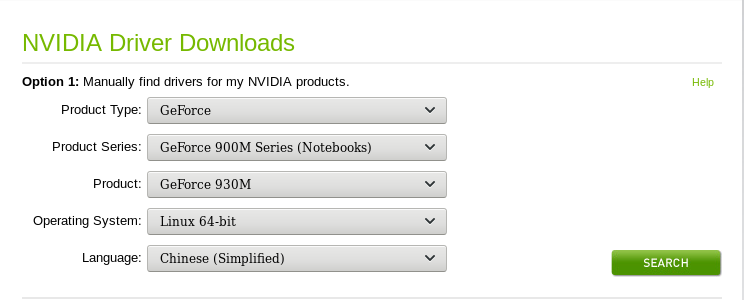 NVIDIA Driver Downloads
Option 1: Manually find drivers for my NVIDIA products.
Help
Product Type: GeForce
Product Series: GeForce 900M Series (Notebooks)
Product: GeForce 930M
Operating System: Linux 64-bit
Language: Chinese (Simplified)
SEARCH